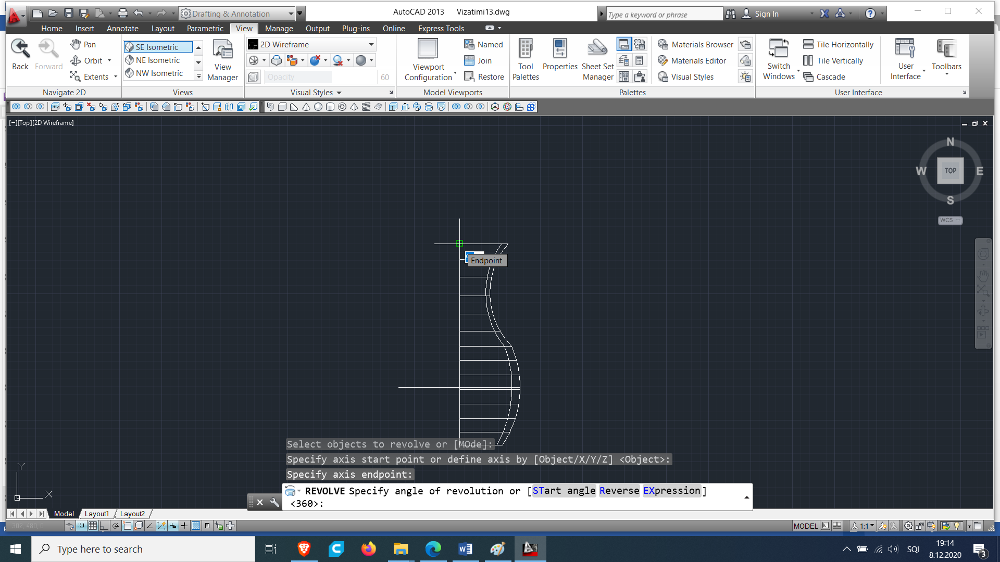 Drafting & Annotation
AutoCAD 2013 Vizatimi13.dwg
Type a keyword or phrase
Sign In
Home Insert Annotate Layout Parametric View Manage Output Plug-ins Online Express Tools
Back
Forward
Pan
Orbit
Extents
Navigate 2D
SE Isometric
NE Isometric
NW Isometric
View
Manager
Views
2D Wireframe
Opacity 60
Visual Styles
Viewport
Configuration
Named
Join
Restore
Model Viewports
Tool
Palettes
Properties
Sheet Set
Manager
Materials Browser
Materials Editor
Visual Styles
Palettes
Switch
Windows
Tile Horizontally
Tile Vertically
Cascade
User
Interface
Toolbars
User Interface
[−][Top][2D Wireframe]
N
W TOP E
S
WCS
Endpoint
Select objects to revolve or [MOde]:
Specify axis start point or define axis by [Object/X/Y/Z] <Object>:
Specify axis endpoint:
REVOLVE Specify angle of revolution or [STart angle Reverse EXpression]
<360>:
Y
X
Model Layout1 Layout2
MODEL
1:1
Type here to search
SQI
19:14
8.12.2020
3